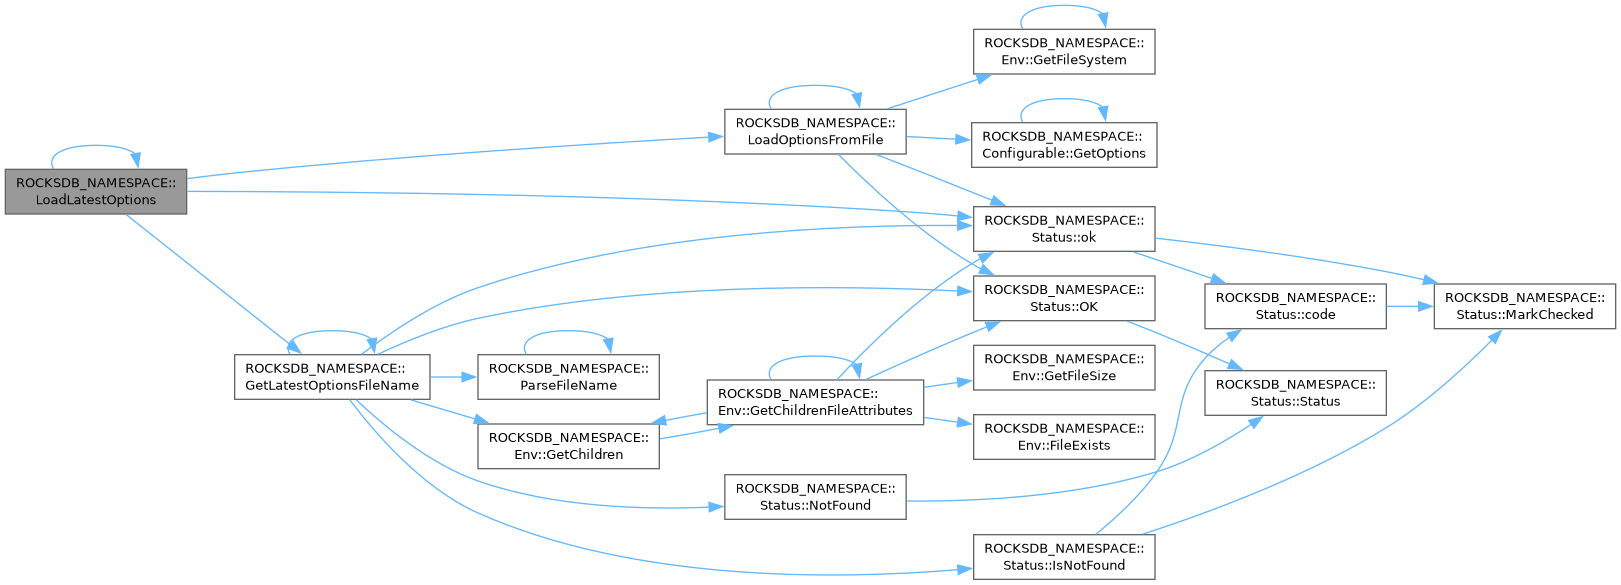 ROCKSDB_NAMESPACE::
LoadLatestOptions
ROCKSDB_NAMESPACE::
GetLatestOptionsFileName
ROCKSDB_NAMESPACE::
ParseFileName
ROCKSDB_NAMESPACE::
Env::GetChildren
ROCKSDB_NAMESPACE::
LoadOptionsFromFile
ROCKSDB_NAMESPACE::
Env::GetChildrenFileAttributes
ROCKSDB_NAMESPACE::
Status::NotFound
ROCKSDB_NAMESPACE::
Env::GetFileSystem
ROCKSDB_NAMESPACE::
Configurable::GetOptions
ROCKSDB_NAMESPACE::
Status::ok
ROCKSDB_NAMESPACE::
Status::OK
ROCKSDB_NAMESPACE::
Env::GetFileSize
ROCKSDB_NAMESPACE::
Env::FileExists
ROCKSDB_NAMESPACE::
Status::IsNotFound
ROCKSDB_NAMESPACE::
Status::code
ROCKSDB_NAMESPACE::
Status::Status
ROCKSDB_NAMESPACE::
Status::MarkChecked